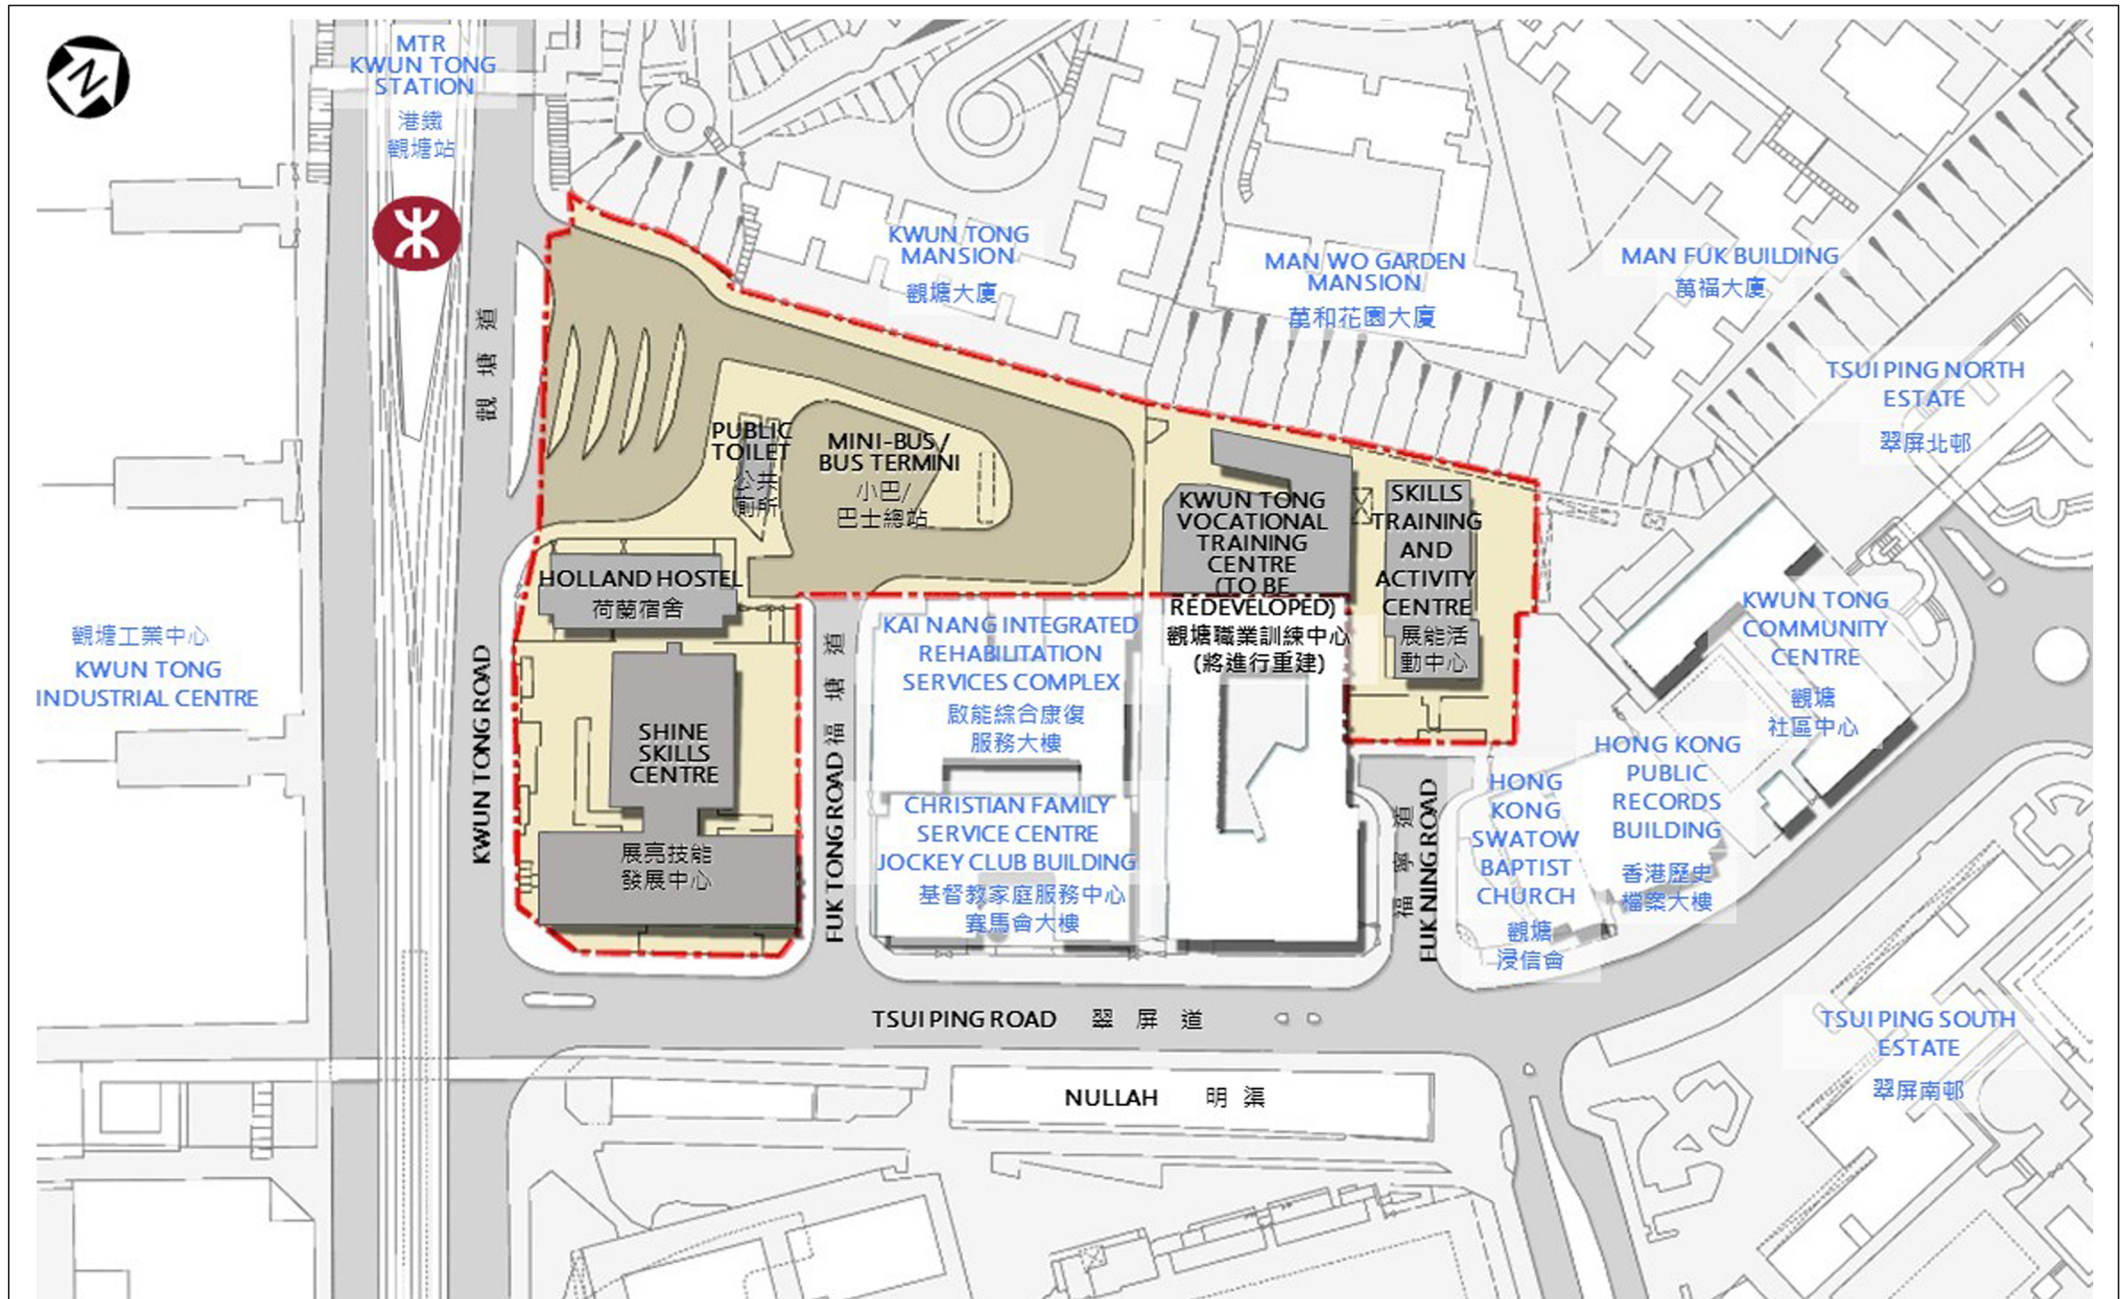 MTR
KWUN TONG
STATION
港鐵
觀塘站
觀塘道
KWUN TONG ROAD
觀塘工業中心
KWUN TONG
INDUSTRIAL CENTRE
KWUN TONG
MANSION
觀塘大廈
MAN WO GARDEN
MANSION
萬和花園大廈
MAN FUK BUILDING
萬福大廈
TSUI PING NORTH
ESTATE
翠屏北邨
PUBLIC
TOILET
公共
廁所
MINI-BUS/
BUS TERMINI
小巴/
巴士總站
KWUN TONG
VOCATIONAL
TRAINING
CENTRE
(TO BE
REDEVELOPED)
觀塘職業訓練中心
(將進行重建)
SKILLS
TRAINING
AND
ACTIVITY
CENTRE
展能活
動中心
HOLLAND HOSTEL
荷蘭宿舍
SHINE
SKILLS
CENTRE
展亮技能
發展中心
福塘道
FUK TONG ROAD
KAI NANG INTEGRATED
REHABILITATION
SERVICES COMPLEX
啟能綜合康復
服務大樓
CHRISTIAN FAMILY
SERVICE CENTRE
JOCKEY CLUB BUILDING
基督教家庭服務中心
賽馬會大樓
福寧道
FUK NING ROAD
KWUN TONG
COMMUNITY
CENTRE
觀塘
社區中心
HONG KONG
PUBLIC
RECORDS
BUILDING
香港歷史
檔案大樓
HONG
KONG
SWATOW
BAPTIST
CHURCH
觀塘
浸信會
TSUI PING ROAD 翠屏道
NULLAH 明渠
TSUI PING SOUTH
ESTATE
翠屏南邨